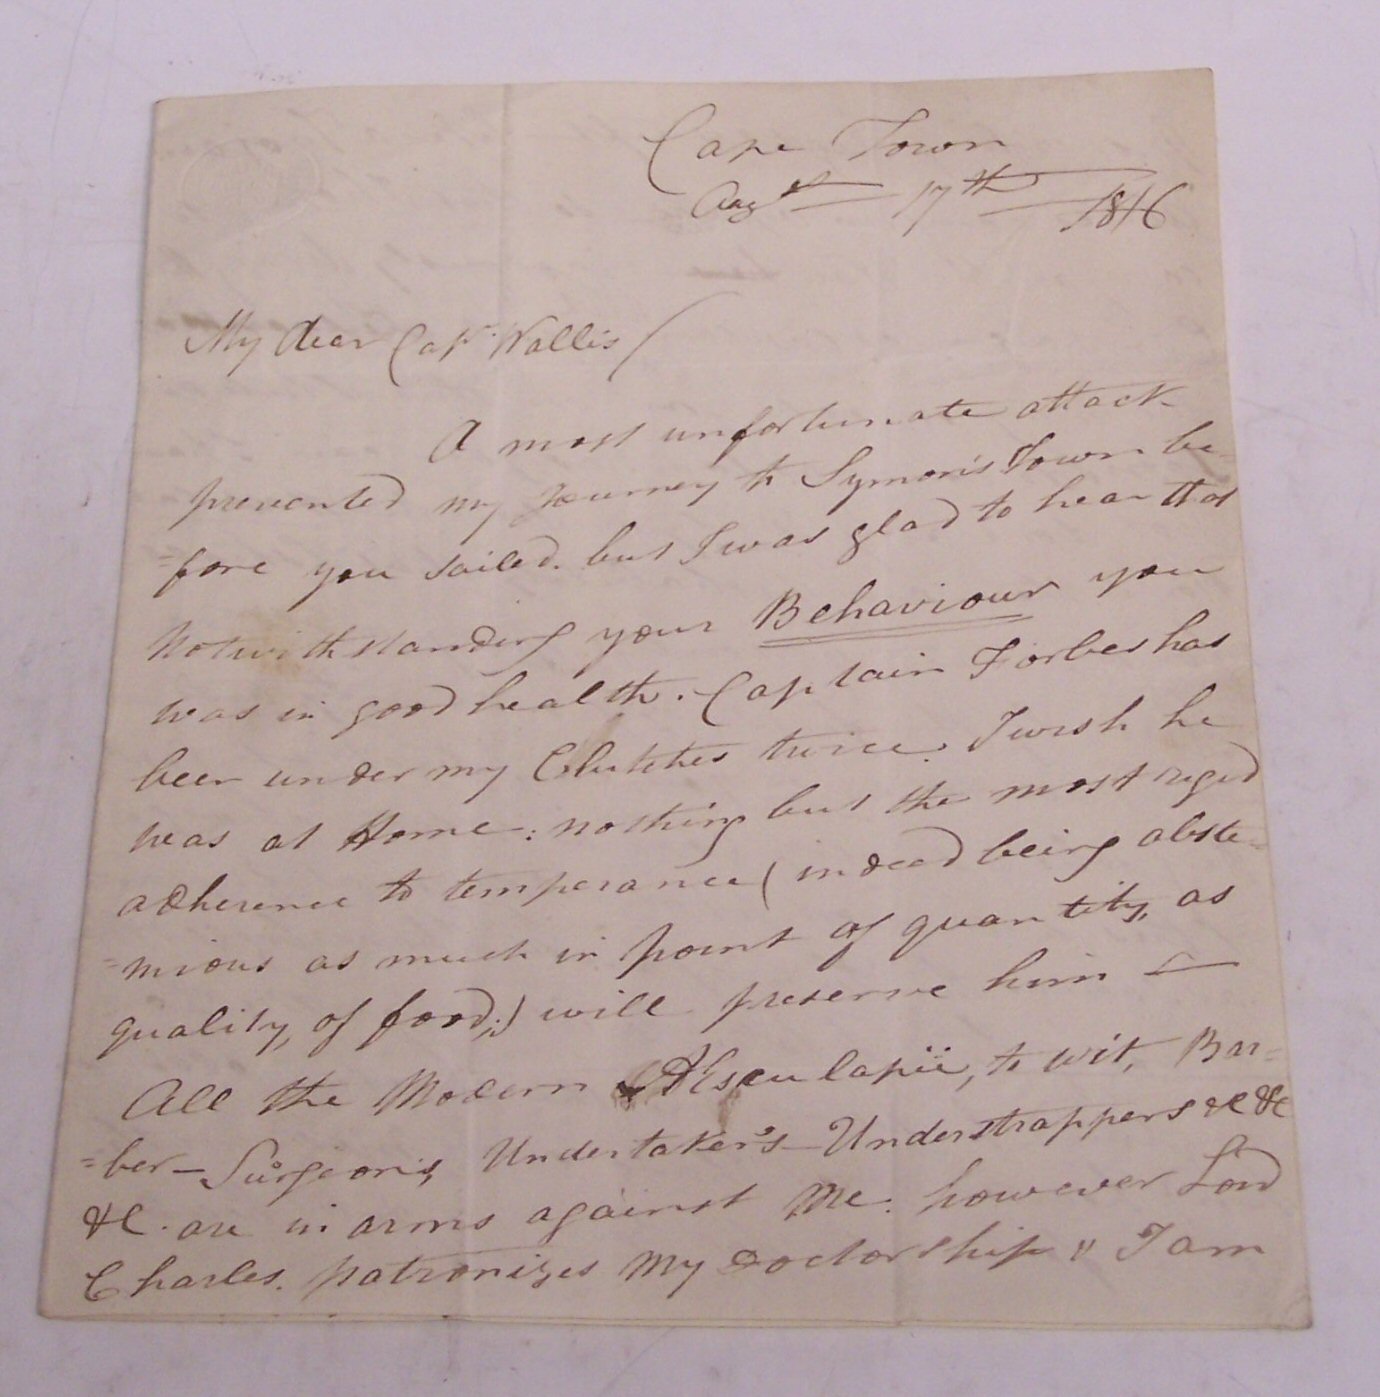 Cape Town
Augst 17th 1816
My dear Capt. Wallis/
A most unfortunate attack
prevented my Journey to Symon's Town be
=fore you sailed. but I was glad to hear that
Notwithstanding your Behaviour you
was in good health. Captain Forbes has
been under my Clutches twice. I wish he
was at Home: nothing but the most rigid
adherence to temperance (indeed being abste=
=mious as much in point of quantity, as
quality, of food;) will preserve him —
All the Modern Æsculapii, to wit, Bar=
=ber-Surgeon's, Undertaker's-Understrappers &c &c
&c. are in arms against Me: however Lord
Charles. patronizes My Doctorship & I am